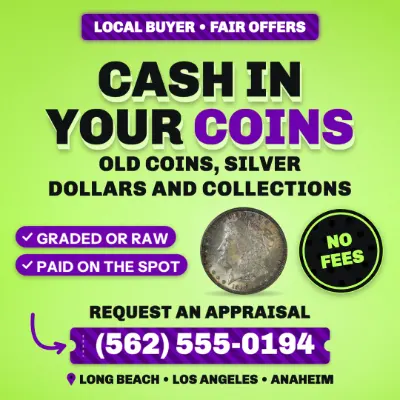 LOCAL BUYER • FAIR OFFERS
CASH IN
YOUR COINS
OLD COINS, SILVER
DOLLARS AND COLLECTIONS
✓ GRADED OR RAW
✓ PAID ON THE SPOT
NO
FEES
REQUEST AN APPRAISAL
(562) 555-0194
LONG BEACH • LOS ANGELES • ANAHEIM